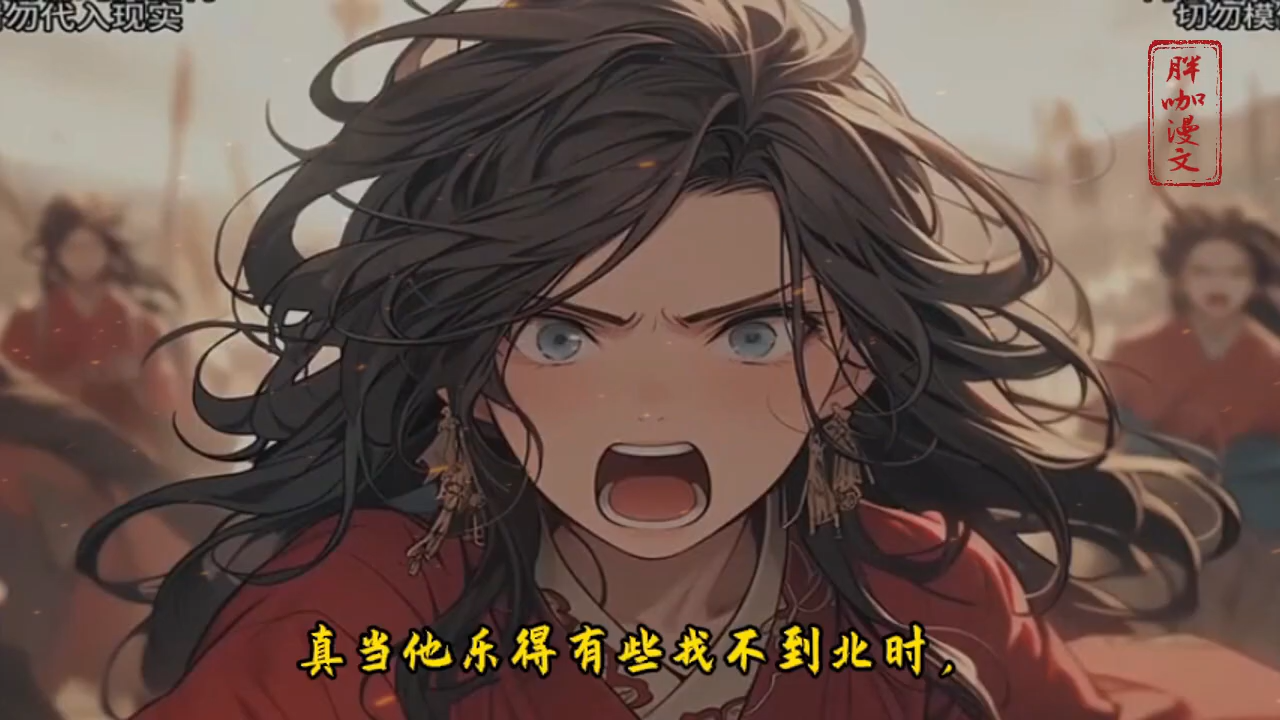 勿代入现实
切勿模
胖咖漫文
真当他乐得有些找不到北时，